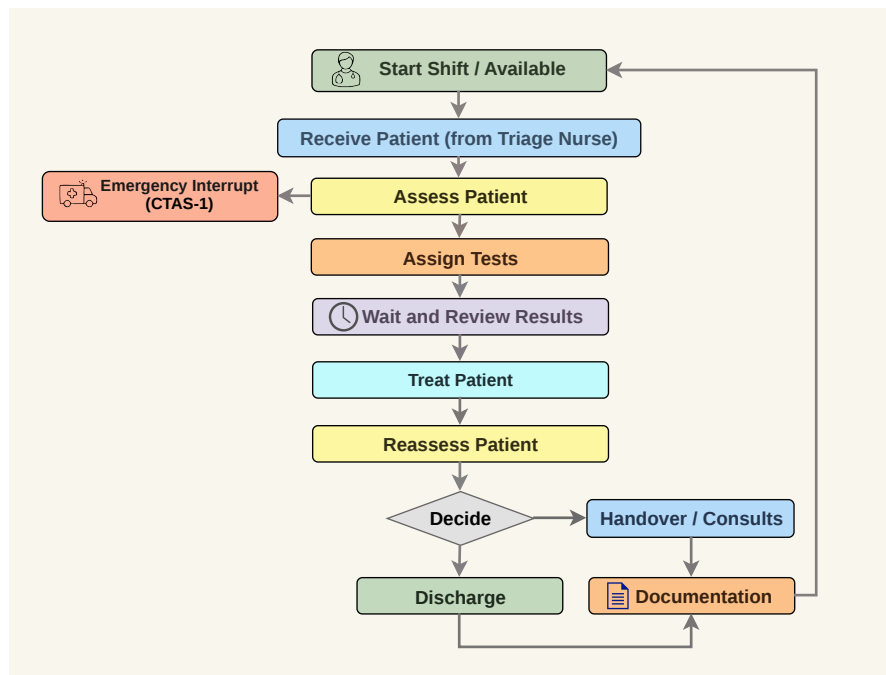 Start Shift / Available
Receive Patient (from Triage Nurse)
Emergency Interrupt
(CTAS-1)
Assess Patient
Assign Tests
Wait and Review Results
Treat Patient
Reassess Patient
Decide
Handover / Consults
Discharge
Documentation